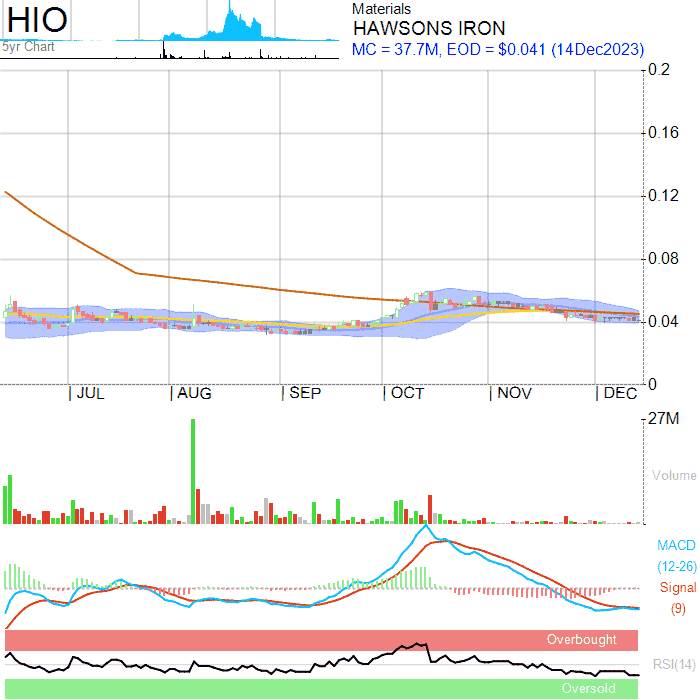 HIO
5yr Chart
Materials
HAWSONS IRON
MC = 37.7M, EOD = $0.041 (14Dec2023)
0.2
0.16
0.12
0.08
0.04
0
JUL AUG SEP OCT NOV DEC
27M
Volume
MACD
(12-26)
Signal
(9)
Overbought
RSI(14)
Oversold